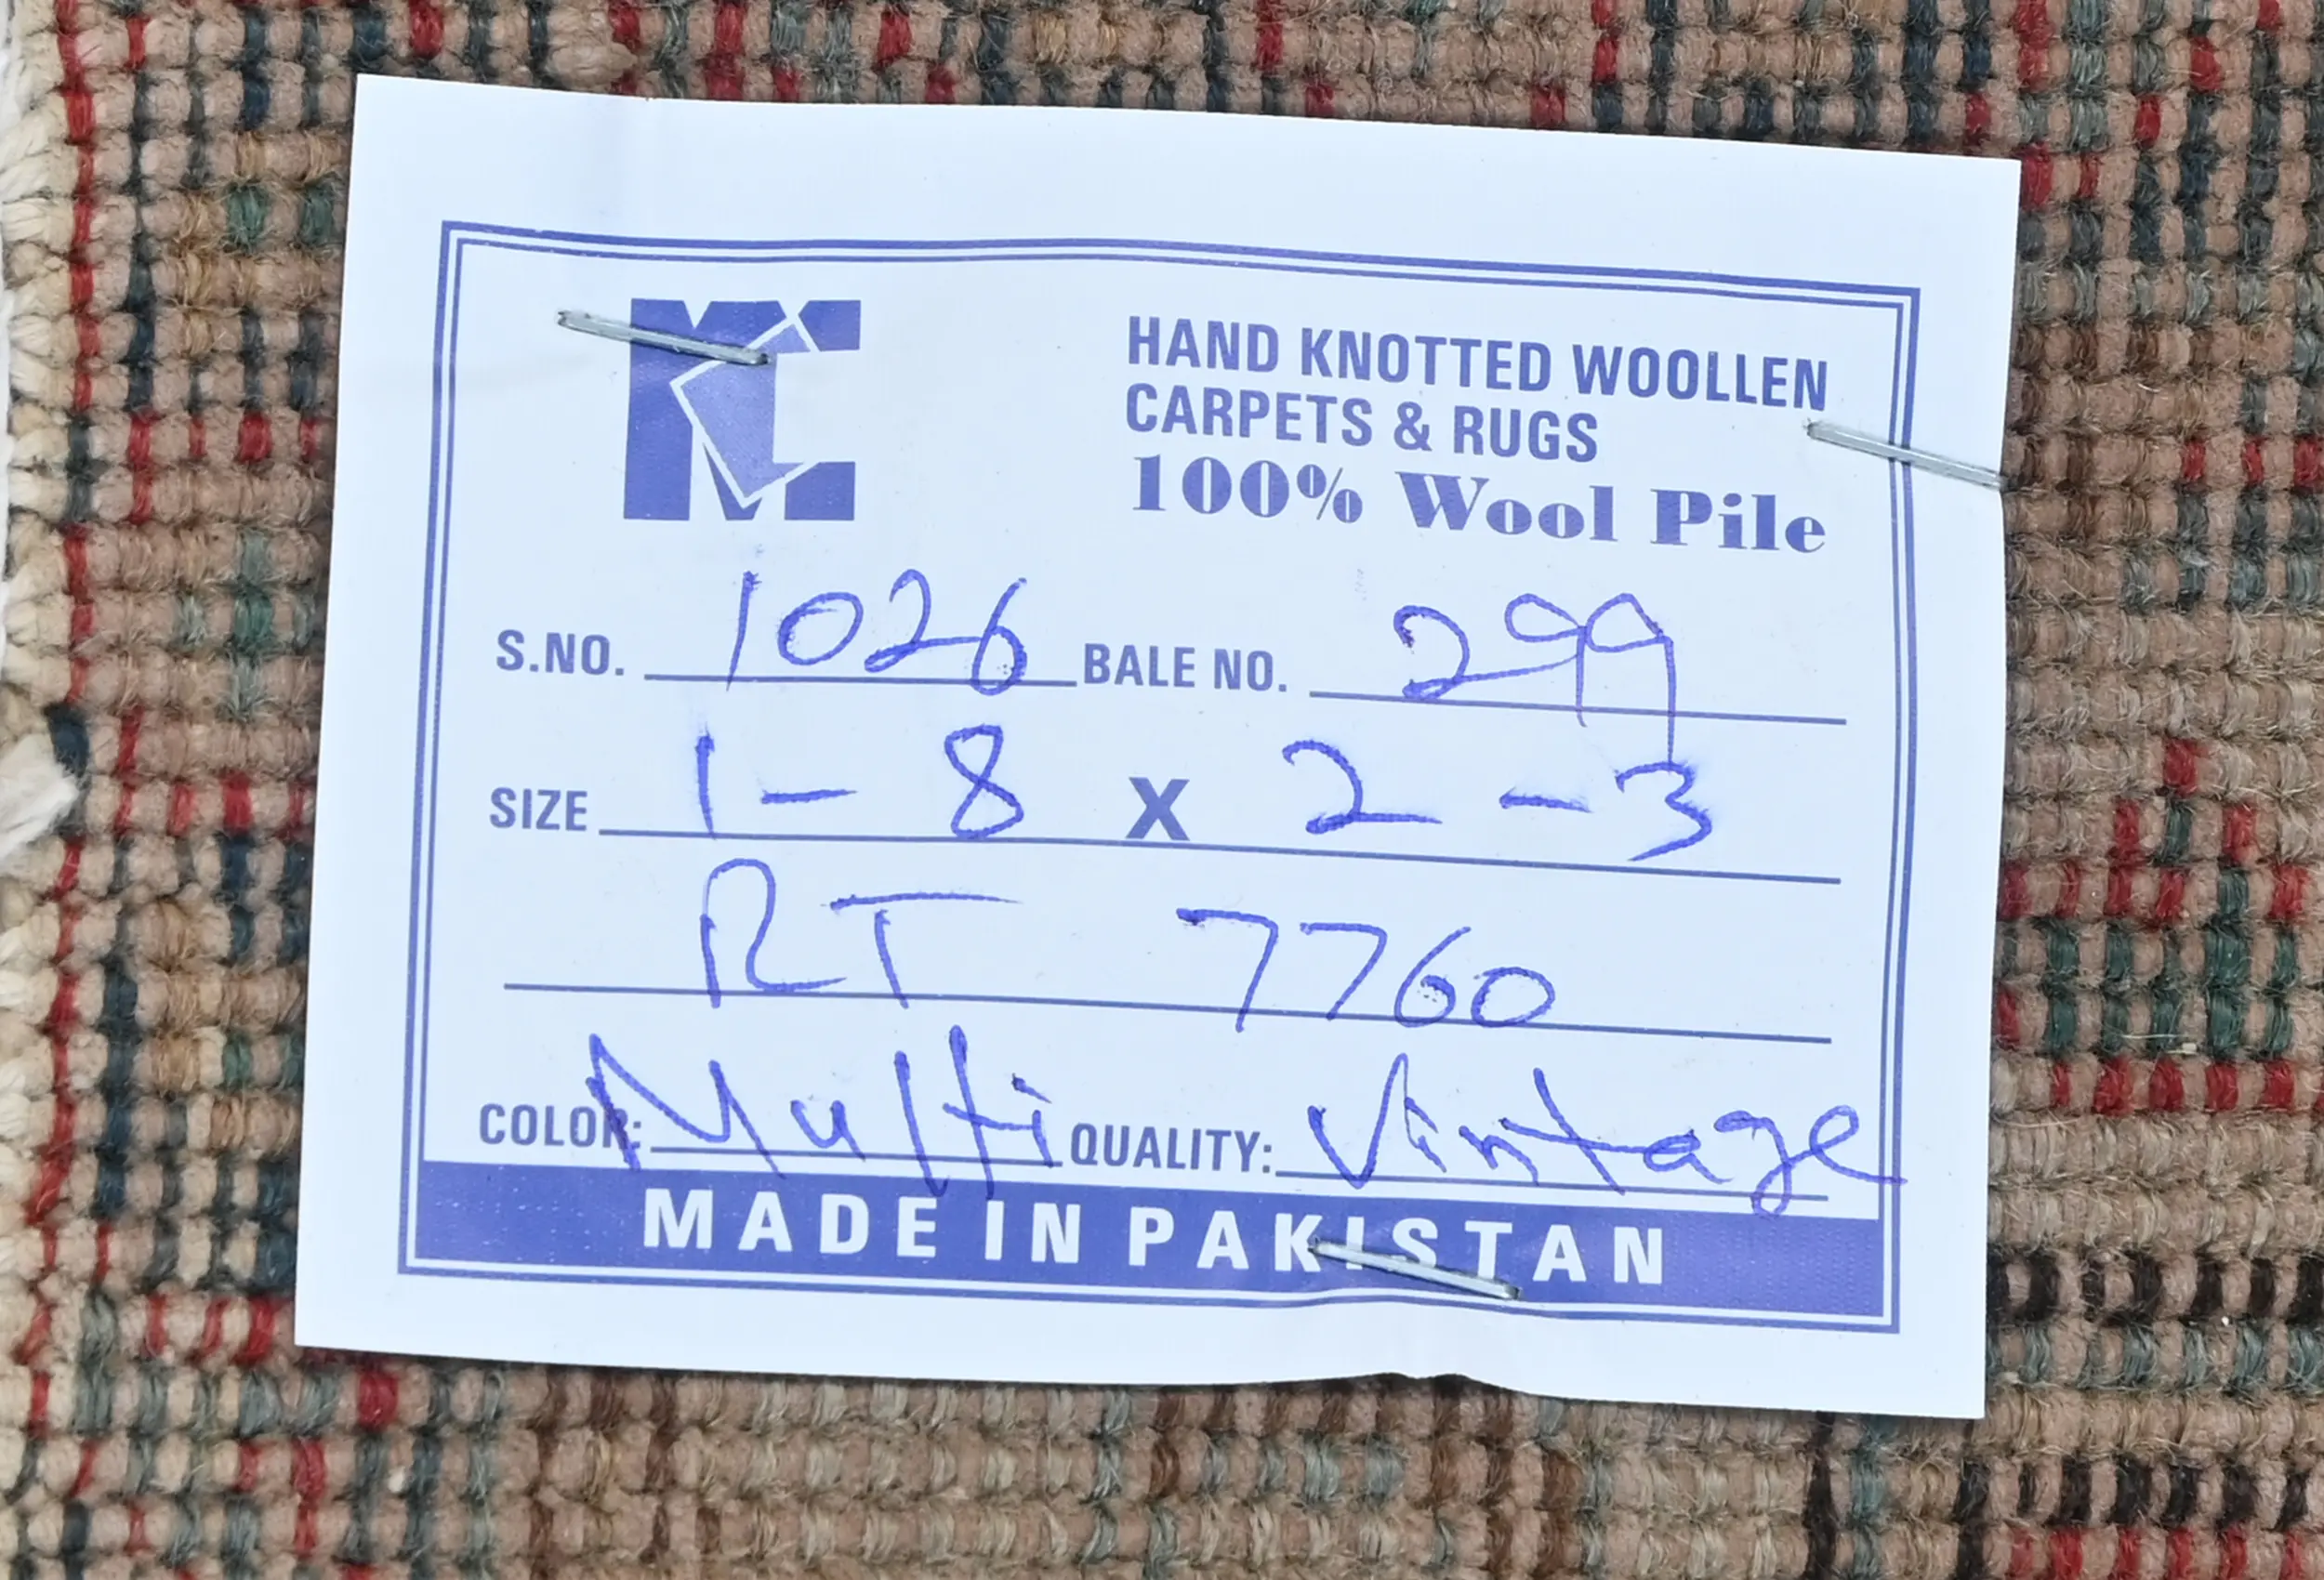 MC
HAND KNOTTED WOOLLEN
CARPETS & RUGS
100% Wool Pile
S.NO. 1026 BALE NO. 299
SIZE 1-8 X 2-3
RT 7760
COLOR: Multi QUALITY: Vintage
MADE IN PAKISTAN